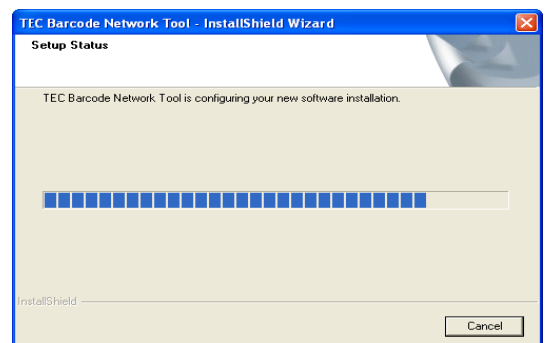 TEC Barcode Network Tool - InstallShield Wizard
Setup Status
TEC Barcode Network Tool is configuring your new software installation.
InstallShield
Cancel